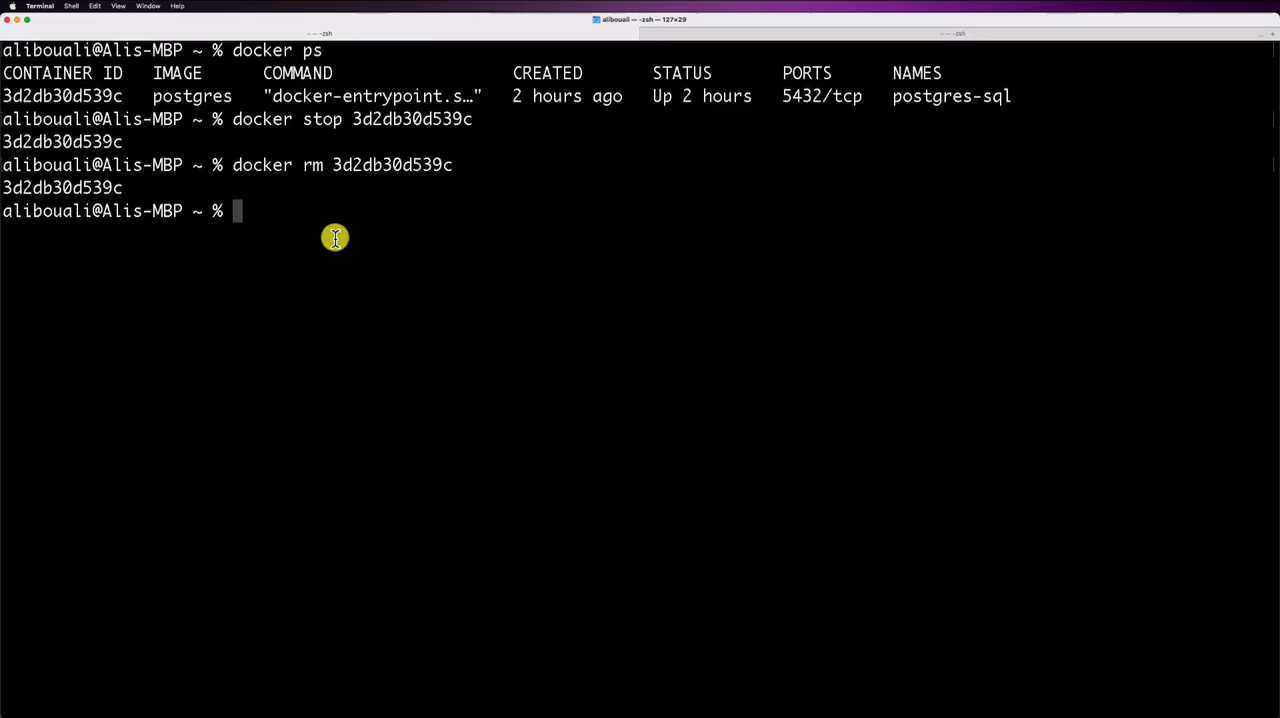 Terminal Shell Edit View Window Help
alibouali — -zsh — 127×29
-- -zsh
-- -zsh
alibouali@Alis-MBP ~ % docker ps
CONTAINER ID IMAGE COMMAND CREATED STATUS PORTS NAMES
3d2db30d539c postgres "docker-entrypoint.s…" 2 hours ago Up 2 hours 5432/tcp postgres-sql
alibouali@Alis-MBP ~ % docker stop 3d2db30d539c
3d2db30d539c
alibouali@Alis-MBP ~ % docker rm 3d2db30d539c
3d2db30d539c
alibouali@Alis-MBP ~ %